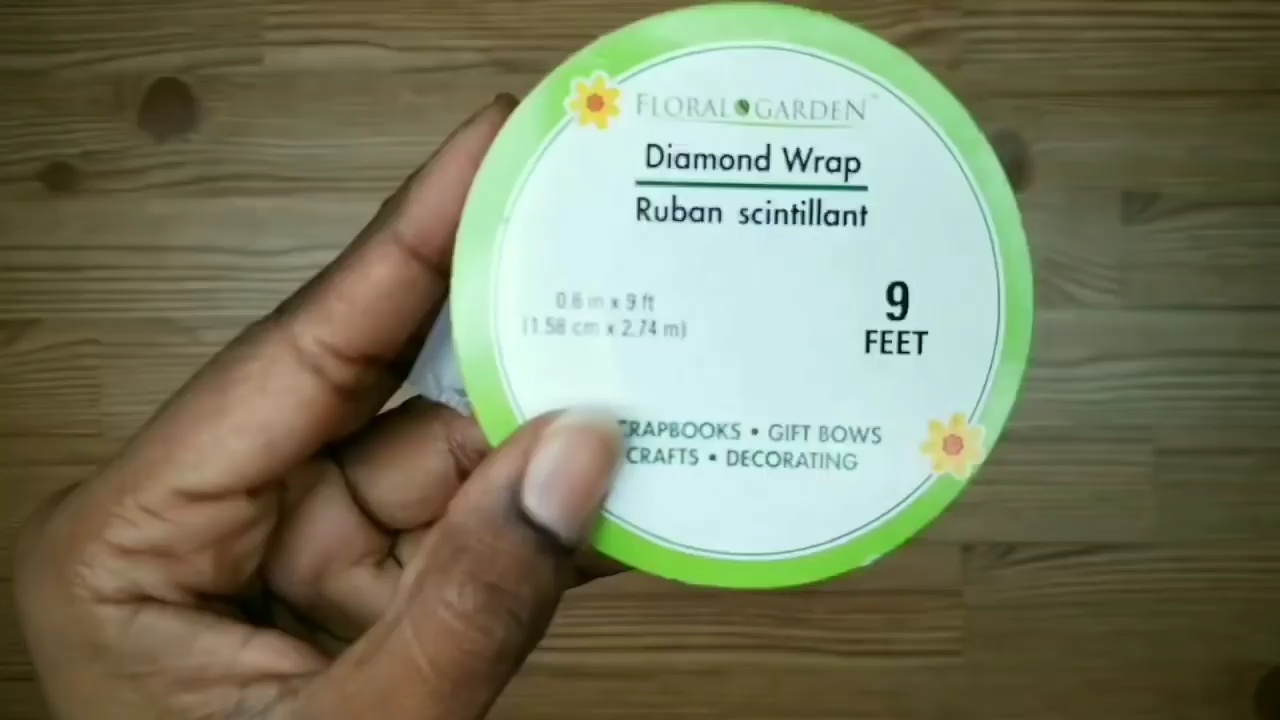 FLORAL GARDEN™
Diamond Wrap
Ruban scintillant
0.6 in x 9 ft
(1.58 cm x 2.74 m)
9
FEET
CRAPBOOKS • GIFT BOWS
CRAFTS • DECORATING